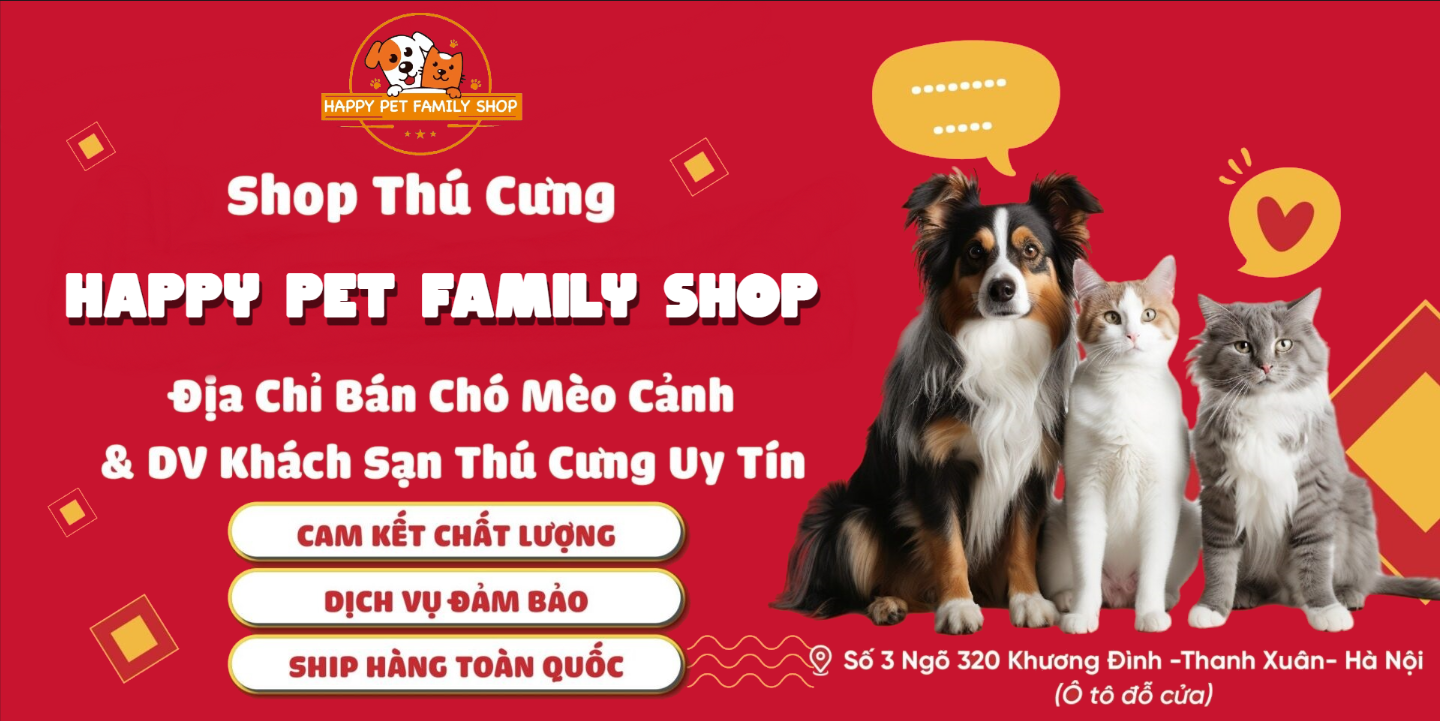 HAPPY PET FAMILY SHOP
Shop Thú Cưng
HAPPY PET FAMILY SHOP
Địa Chỉ Bán Chó Mèo Cảnh
& DV Khách Sạn Thú Cưng Uy Tín
CAM KẾT CHẤT LƯỢNG
DỊCH VỤ ĐẢM BẢO
SHIP HÀNG TOÀN QUỐC
Số 3 Ngõ 320 Khương Đình -Thanh Xuân- Hà Nội
(Ô tô đỗ cửa)